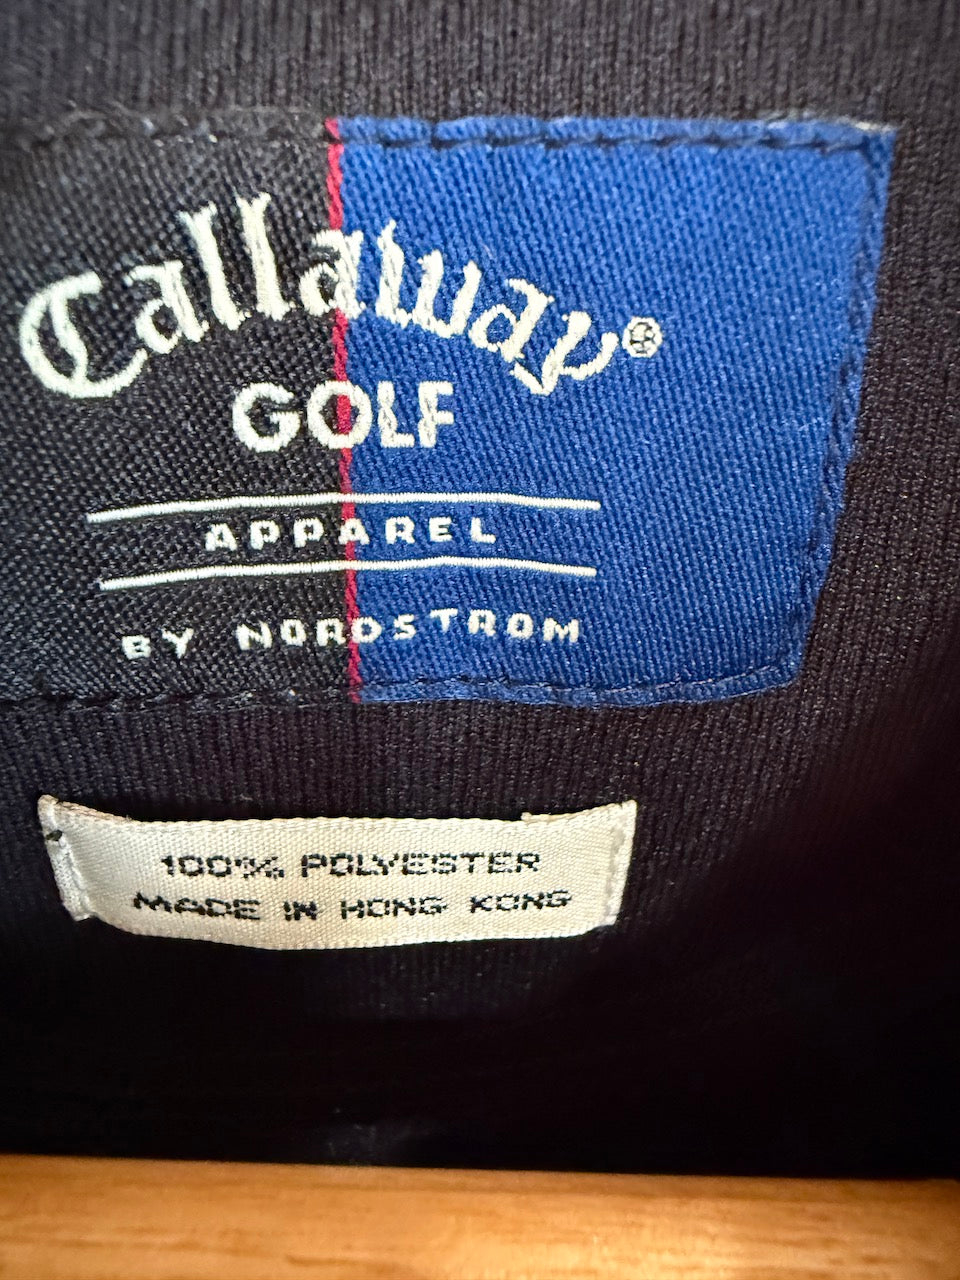 Callaway®
GOLF
APPAREL
BY NORDSTROM
100% POLYESTER
MADE IN HONG KONG